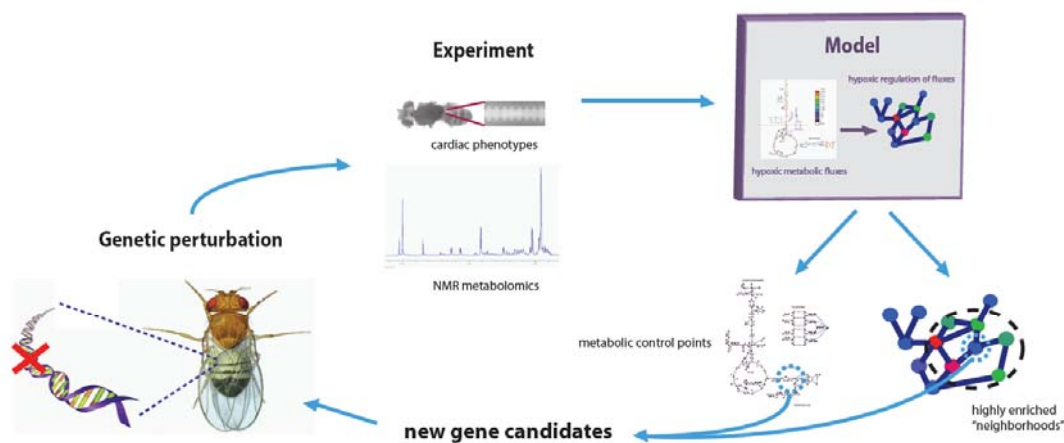 Experiment
cardiac phenotypes
NMR metabolomics
Model
hypoxic regulation of fluxes
hypoxic metabolic fluxes
Genetic perturbation
metabolic control points
highly enriched
"neighborhoods"
new gene candidates